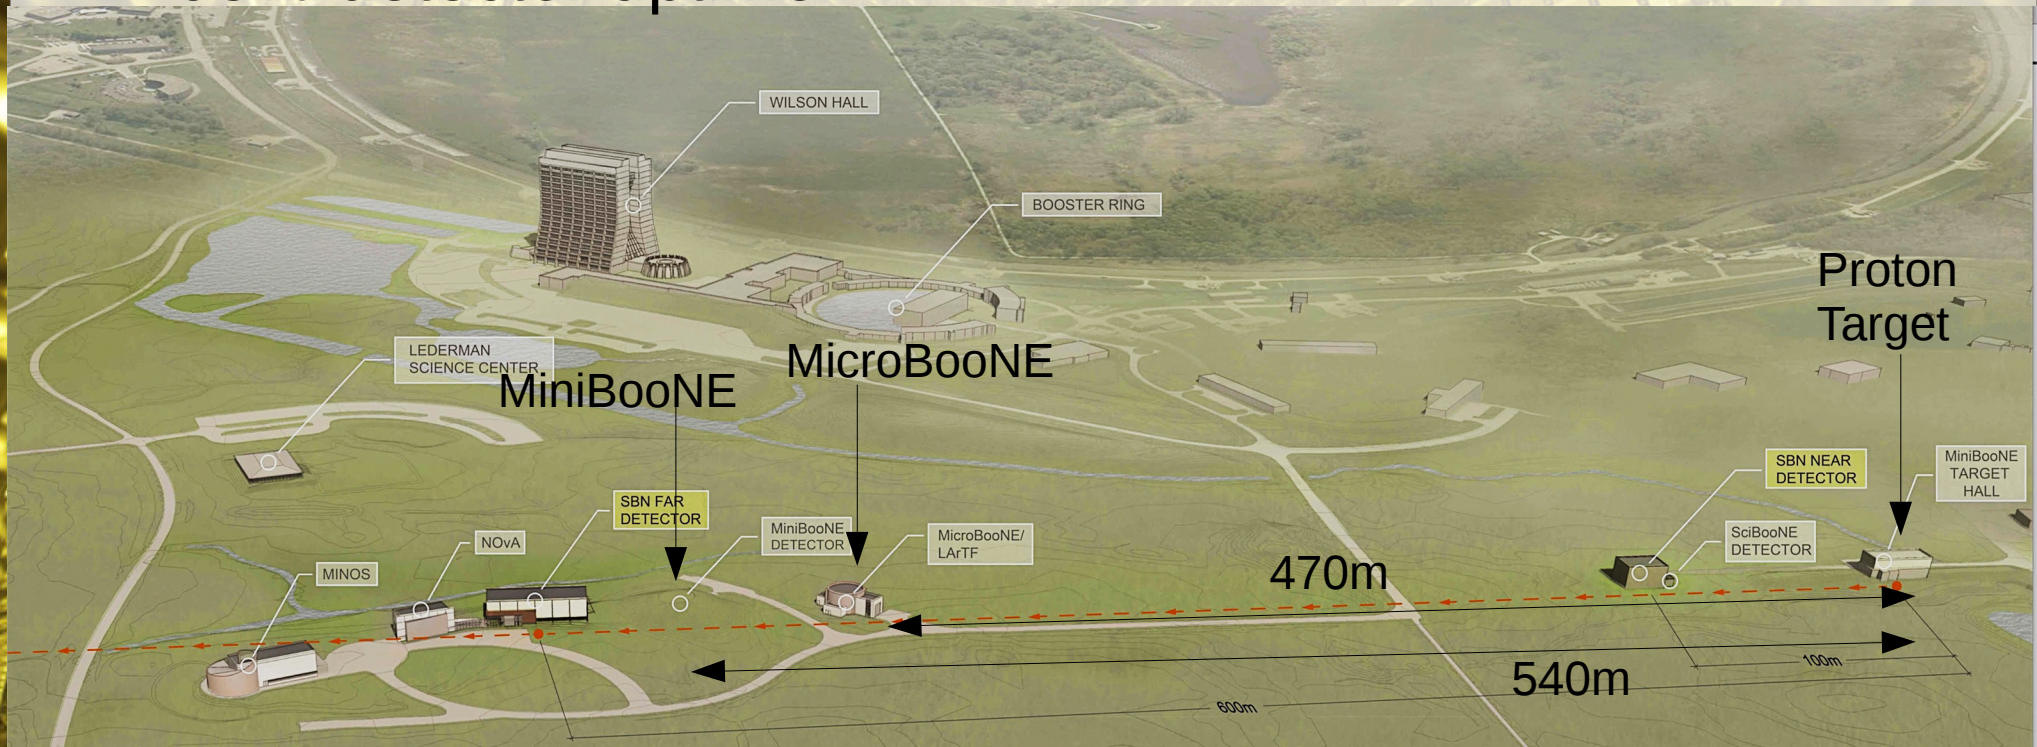 WILSON HALL
BOOSTER RING
Proton
Target
LEDERMAN
SCIENCE CENTER
MiniBooNE
MicroBooNE
SBN NEAR
DETECTOR
MiniBooNE
TARGET
HALL
SBN FAR
DETECTOR
MiniBooNE
DETECTOR
MicroBooNE/
LArTF
SciBooNE
DETECTOR
NOvA
MINOS
470m
540m
100m
600m